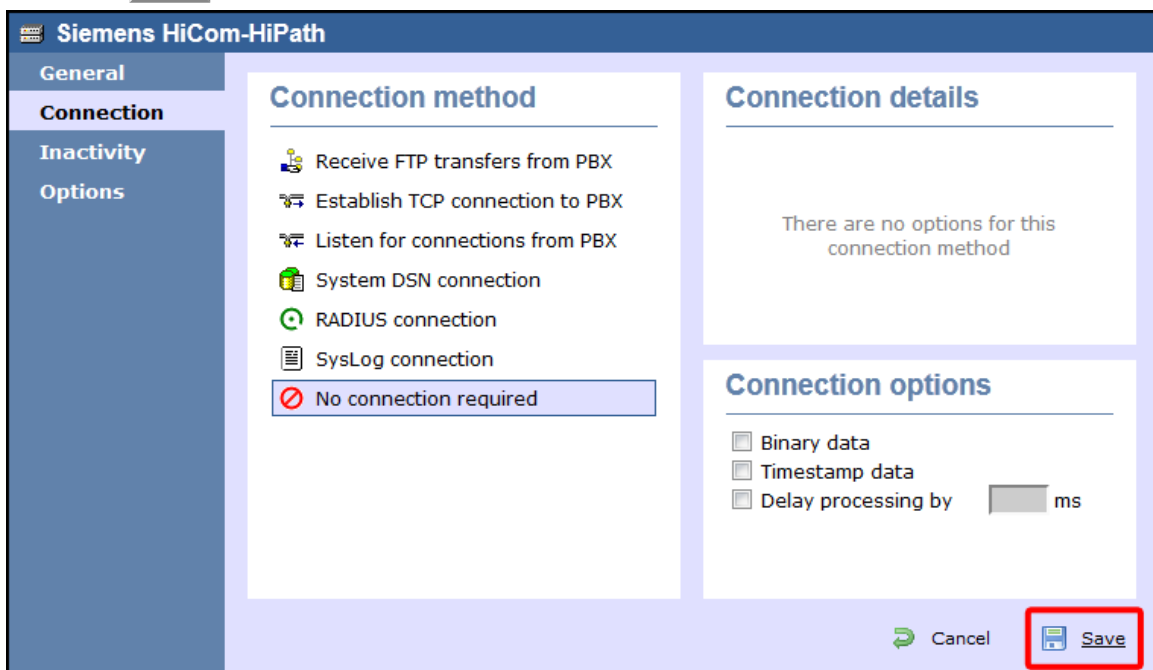 Siemens HiCom-HiPath
General
Connection
Inactivity
Options
Connection method
Receive FTP transfers from PBX
Establish TCP connection to PBX
Listen for connections from PBX
System DSN connection
RADIUS connection
SysLog connection
No connection required
Connection details
There are no options for this
connection method
Connection options
Binary data
Timestamp data
Delay processing by ms
Cancel
Save